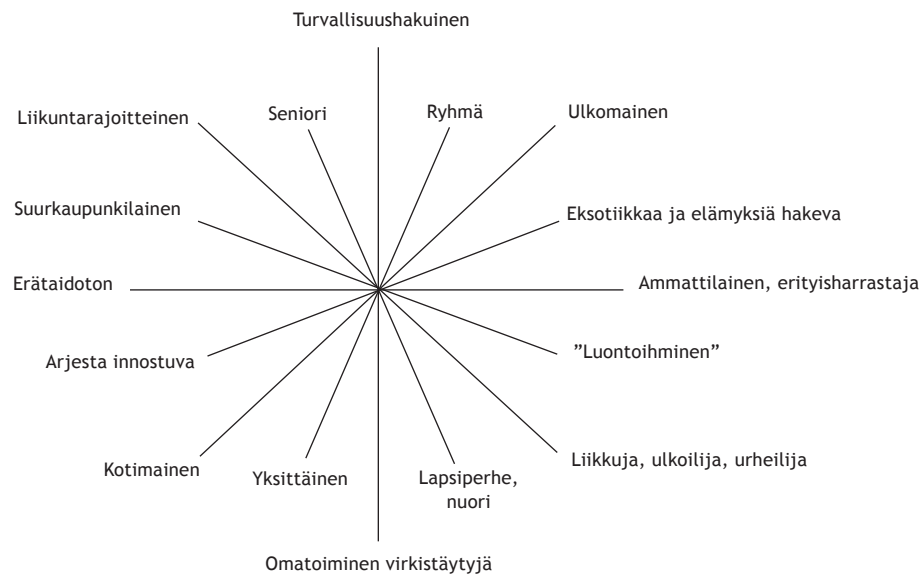 Turvallisuushakuinen
Liikuntarajoitteinen
Seniori
Ryhmä
Ulkomainen
Suurkaupunkilainen
Eksotiikkaa ja elämyksiä hakeva
Erätaidoton
Ammattilainen, erityisharrastaja
Arjesta innostuva
”Luontoihminen”
Kotimainen
Yksittäinen
Lapsiperhe,
nuori
Liikkuja, ulkoilija, urheilija
Omatoiminen virkistäytyjä